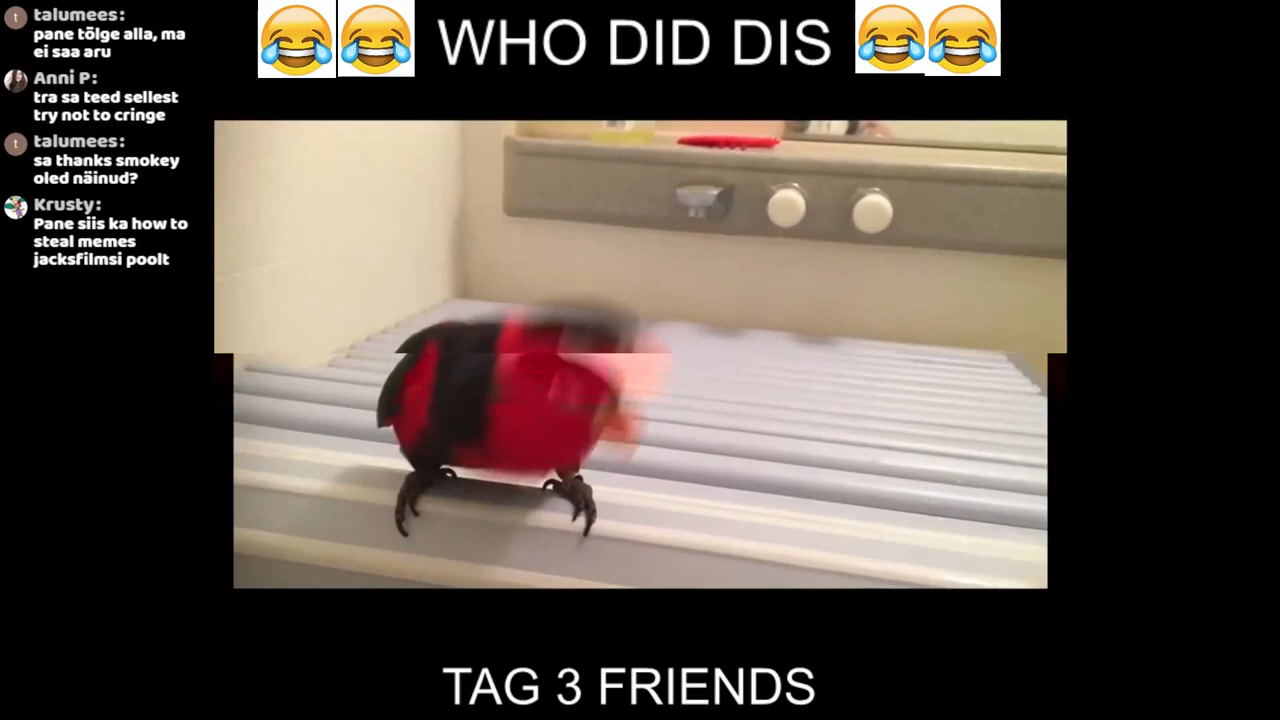 talumees:
pane tõlge alla, ma
ei saa aru
Anni P:
tra sa teed sellest
try not to cringe
talumees:
sa thanks smokey
oled näinud?
Krusty:
Pane siis ka how to
steal memes
jacksfilmsi poolt
WHO DID DIS
TAG 3 FRIENDS